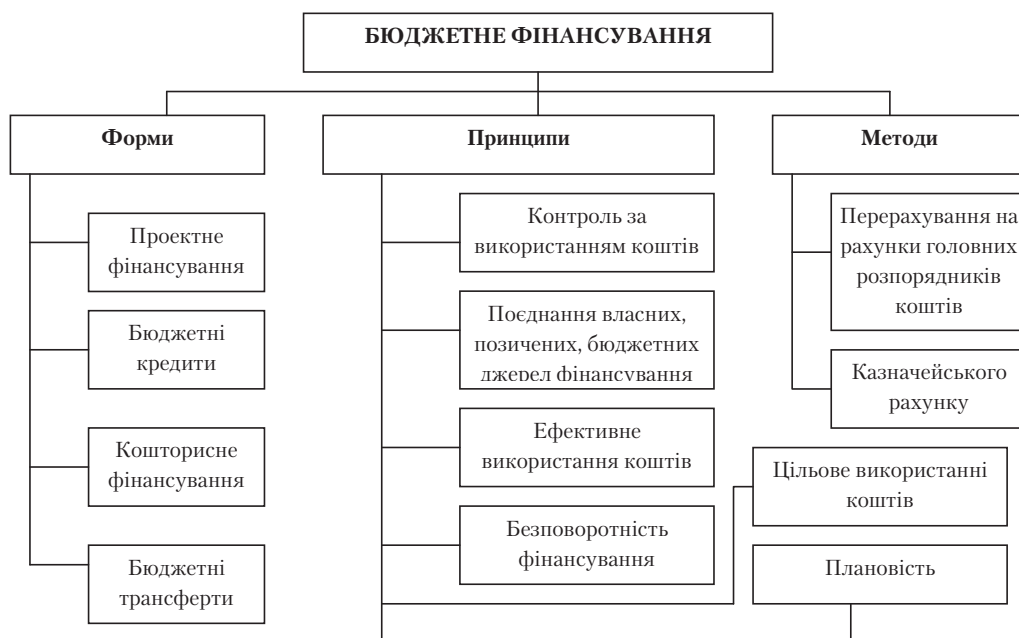 БЮДЖЕТНЕ ФІНАНСУВАННЯ
Форми
Проектне
фінансування
Бюджетні
кредити
Кошторисне
фінансування
Бюджетні
трансферти
Принципи
Контроль за
використанням коштів
Поєднання власних,
позичених, бюджетних
джерел фінансування
Ефективне
використання коштів
Безповоротність
фінансування
Цільове використанні
коштів
Плановість
Методи
Перерахування на
рахунки головних
розпорядників
коштів
Казначейського
рахунку